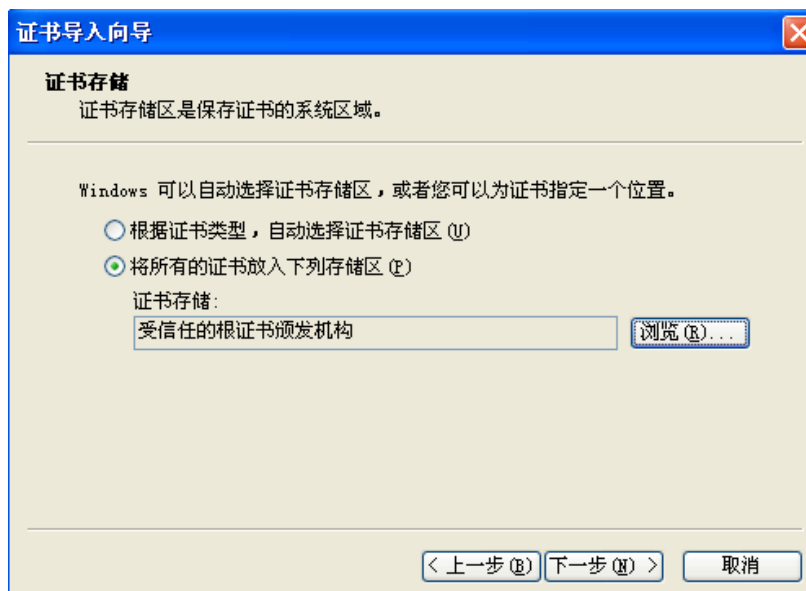 证书导入向导
证书存储
证书存储区是保存证书的系统区域。
Windows 可以自动选择证书存储区，或者您可以为证书指定一个位置。
根据证书类型，自动选择证书存储区(U)
将所有的证书放入下列存储区(P)
证书存储:
受信任的根证书颁发机构
浏览(R)...
< 上一步(B) 下一步(N) > 取消